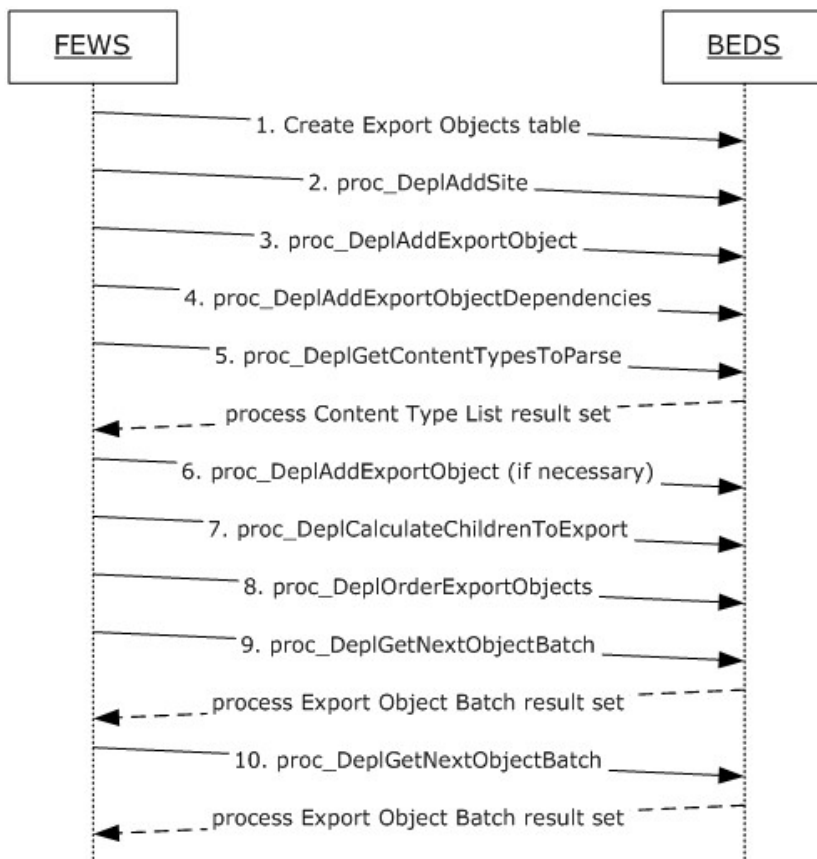 FEWS
BEDS
1. Create Export Objects table
2. proc_DeplAddSite
3. proc_DeplAddExportObject
4. proc_DeplAddExportObjectDependencies
5. proc_DeplGetContentTypesToParse
process Content Type List result set
6. proc_DeplAddExportObject (if necessary)
7. proc_DeplCalculateChildrenToExport
8. proc_DeplOrderExportObjects
9. proc_DeplGetNextObjectBatch
process Export Object Batch result set
10. proc_DeplGetNextObjectBatch
process Export Object Batch result set